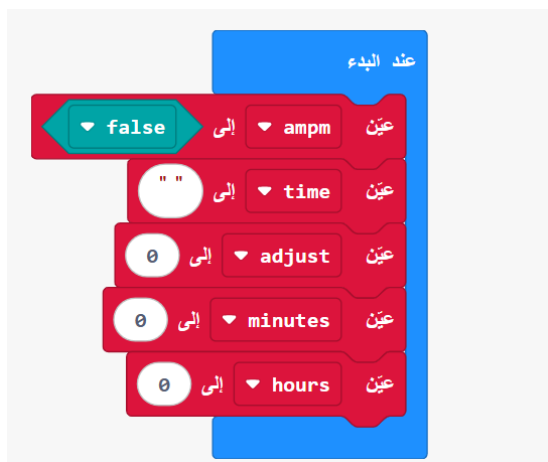 عند البدء
عيّن ampm إلى false
عيّن time إلى " "
عيّن adjust إلى 0
عيّن minutes إلى 0
عيّن hours إلى 0